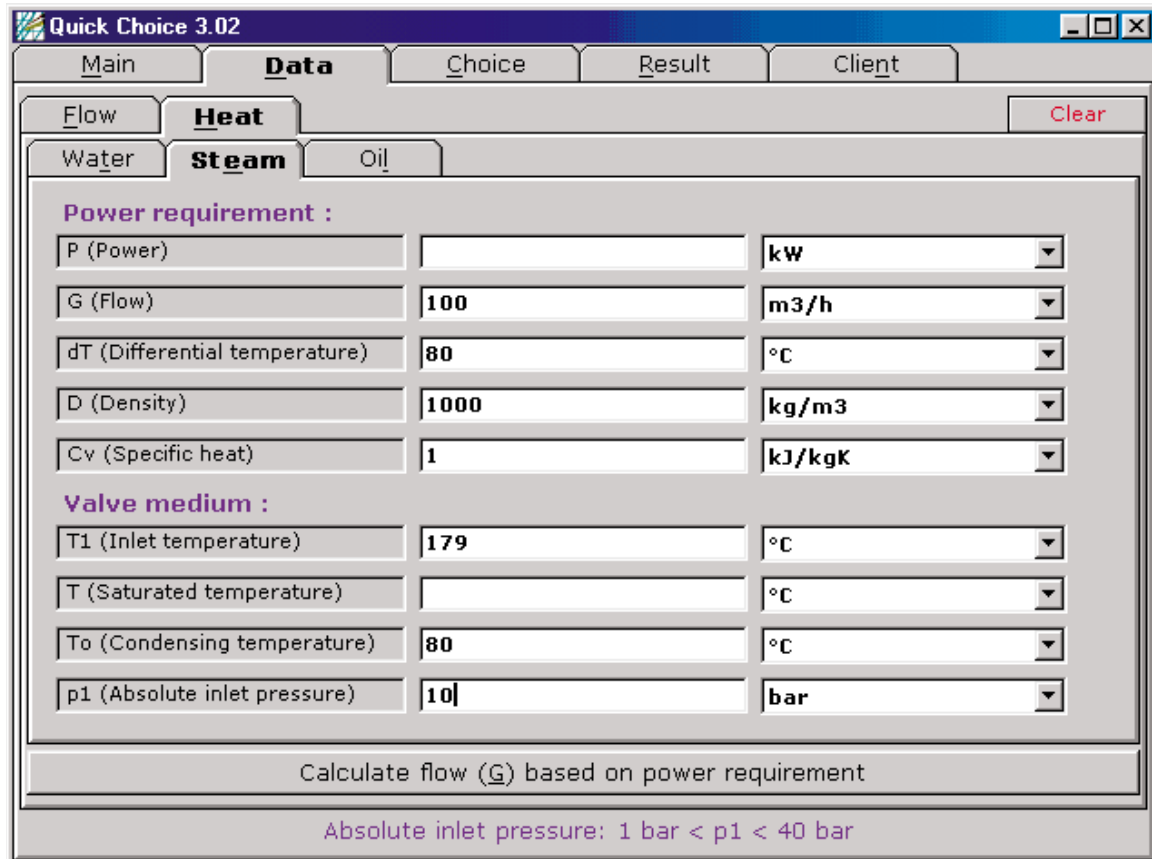 Quick Choice 3.02
Main Data Choice Result Client
Flow Heat Clear
Water Steam Oil
Power requirement :
P (Power) kW
G (Flow) 100 m3/h
dT (Differential temperature) 80 °C
D (Density) 1000 kg/m3
Cv (Specific heat) 1 kJ/kgK
Valve medium :
T1 (Inlet temperature) 179 °C
T (Saturated temperature) °C
To (Condensing temperature) 80 °C
p1 (Absolute inlet pressure) 10 bar
Calculate flow (G) based on power requirement
Absolute inlet pressure: 1 bar < p1 < 40 bar